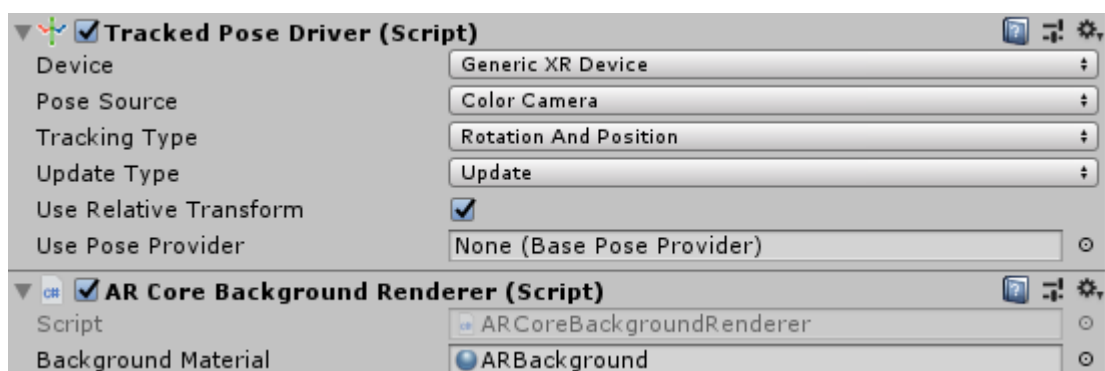 Tracked Pose Driver (Script)
Device Generic XR Device
Pose Source Color Camera
Tracking Type Rotation And Position
Update Type Update
Use Relative Transform
Use Pose Provider None (Base Pose Provider)
AR Core Background Renderer (Script)
Script ARCoreBackgroundRenderer
Background Material ARBackground